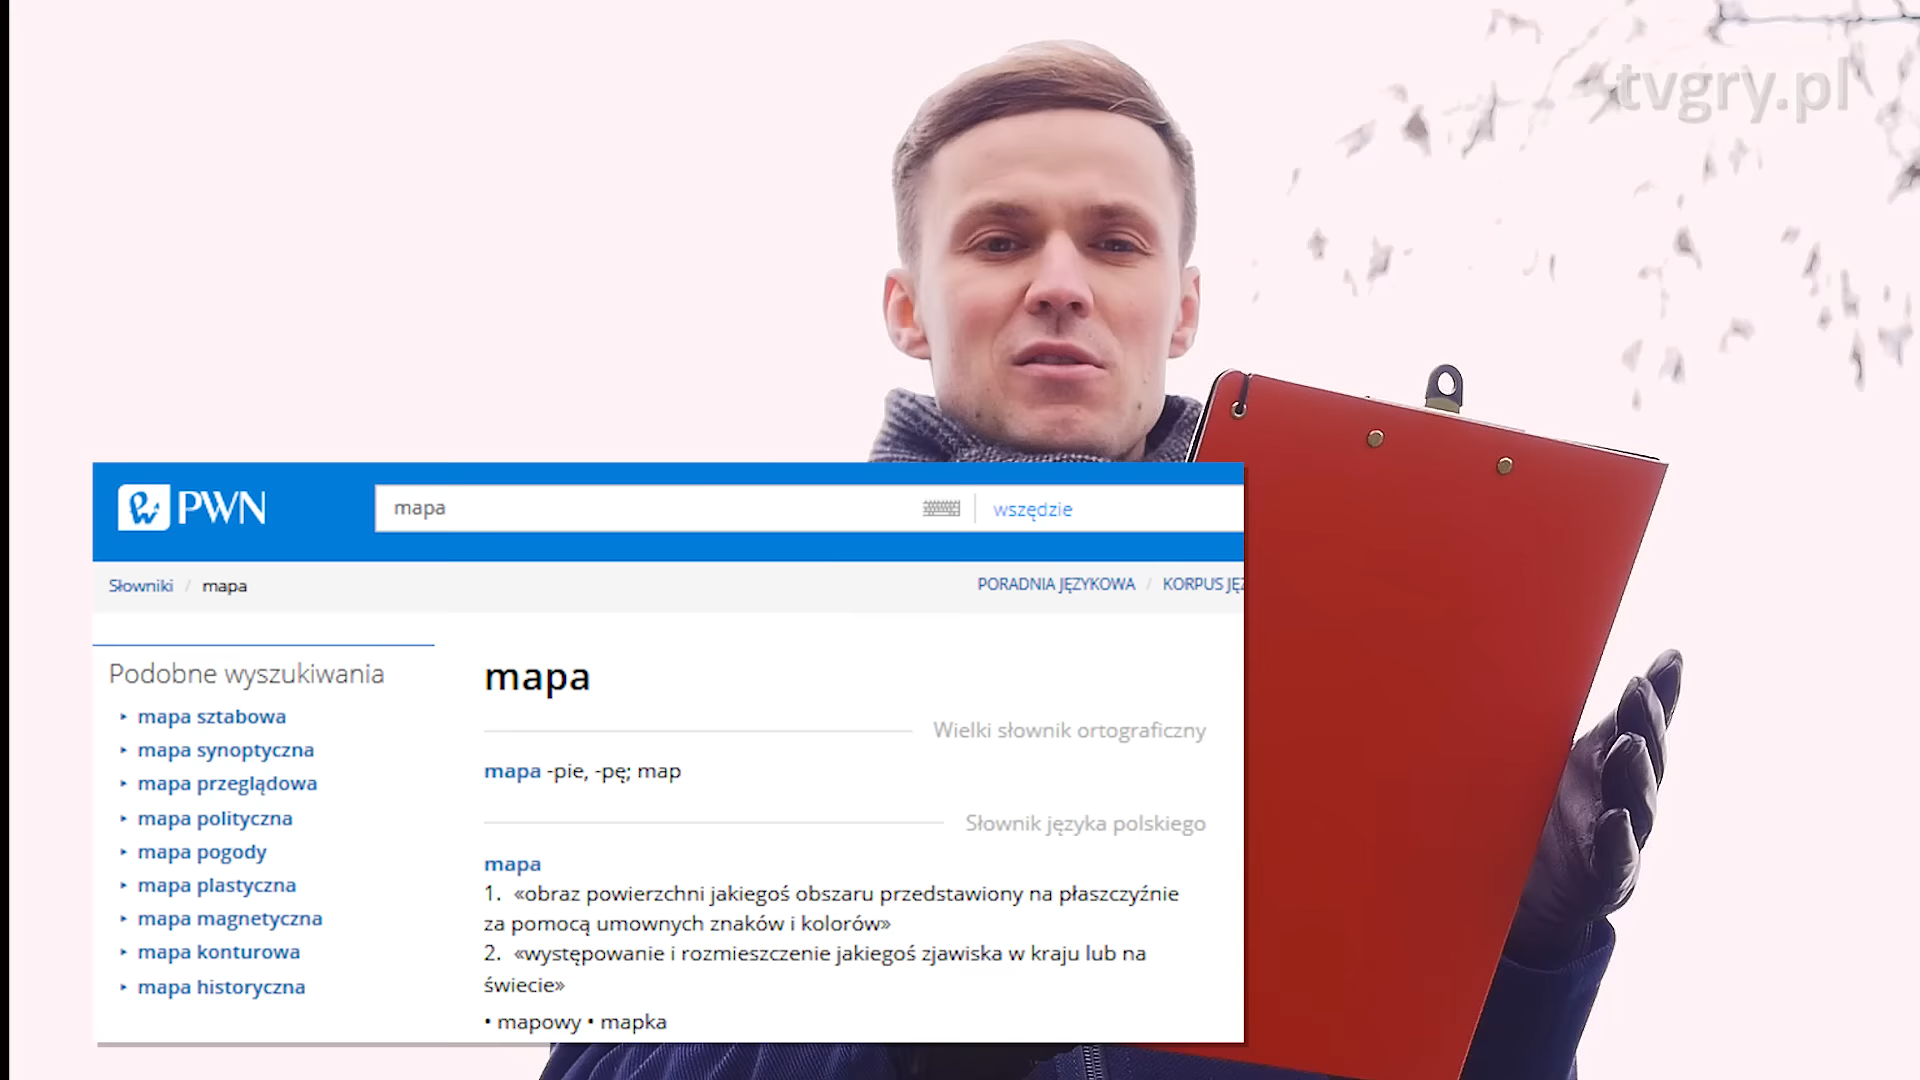 tvgry.pl
PWN
mapa
wszędzie
Słowniki / mapa
PORADNIA JĘZYKOWA / KORPUS JĘZ
Podobne wyszukiwania
mapa sztabowa
mapa synoptyczna
mapa przeglądowa
mapa polityczna
mapa pogody
mapa plastyczna
mapa magnetyczna
mapa konturowa
mapa historyczna
mapa
Wielki słownik ortograficzny
mapa -pie, -pę; map
Słownik języka polskiego
mapa
1. «obraz powierzchni jakiegoś obszaru przedstawiony na płaszczyźnie
za pomocą umownych znaków i kolorów»
2. «występowanie i rozmieszczenie jakiegoś zjawiska w kraju lub na
świecie»
• mapowy • mapka